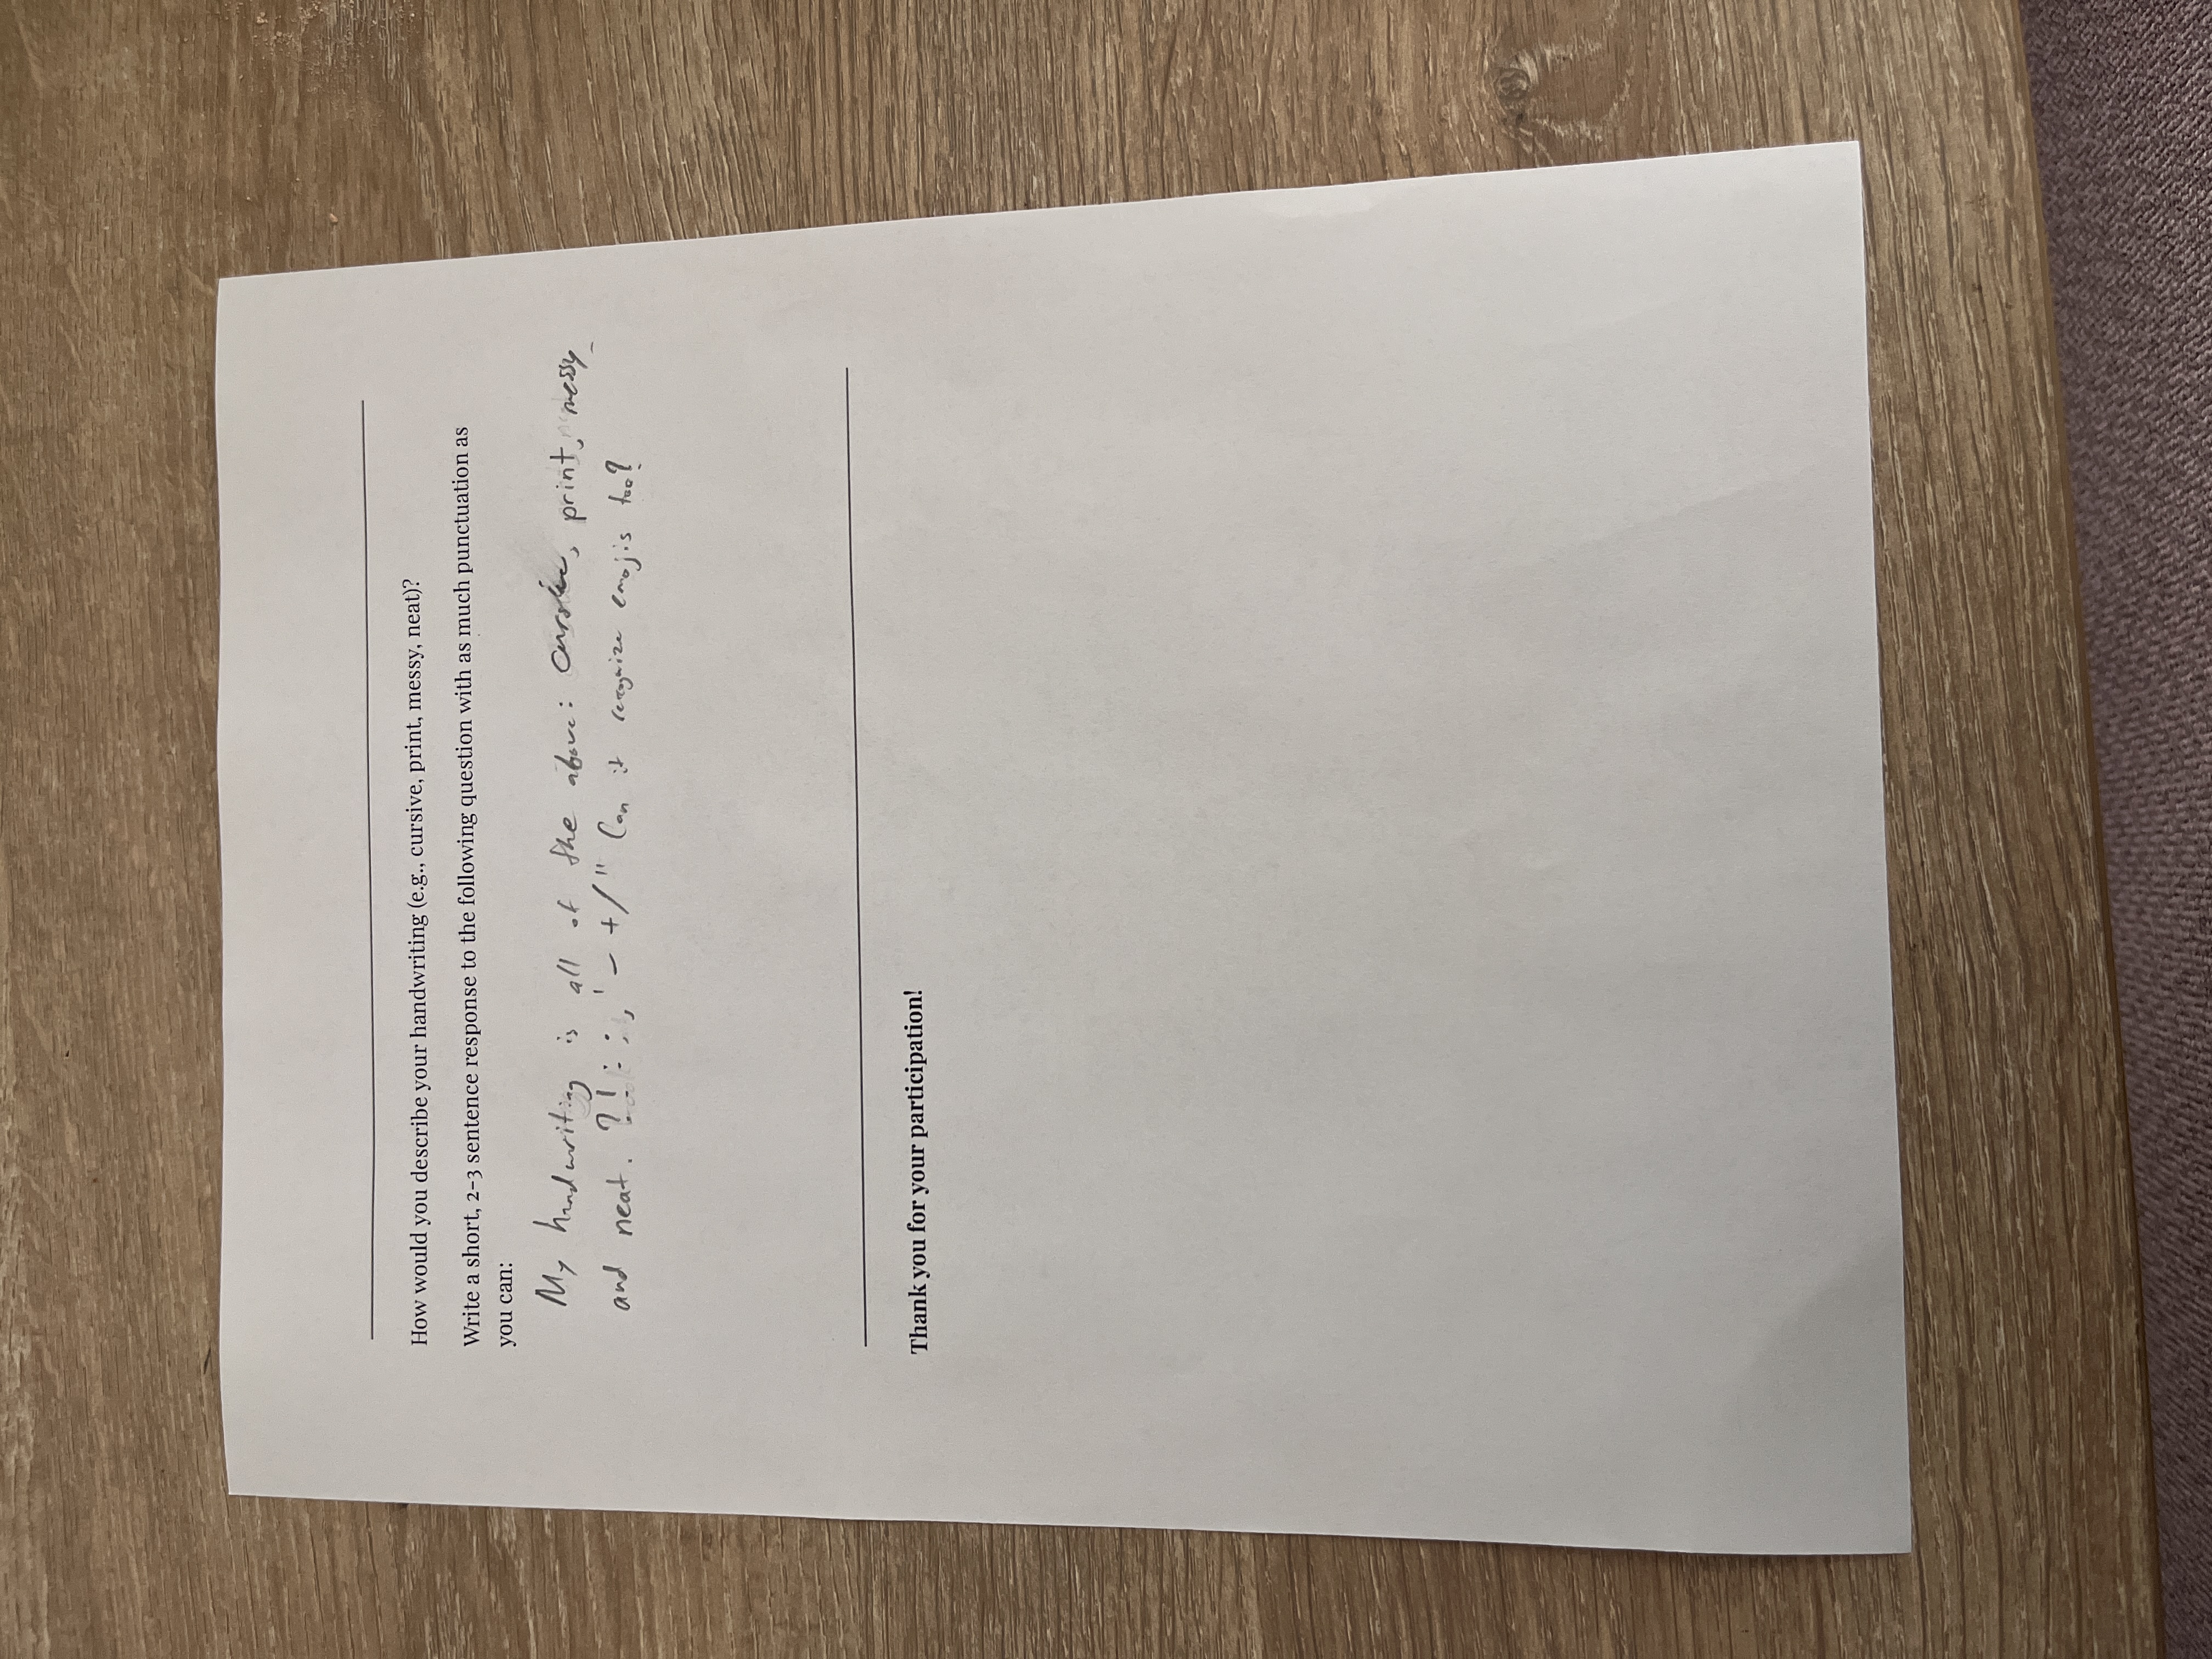 How would you describe your handwriting (e.g., cursive, print, messy, neat)?
Write a short, 2-3 sentence response to the following question with as much punctuation as
you can:
My handwriting is all of the above: cursive, print, messy
and neat. ?! : ; , ' - + / " Can it recognize emojis too?
Thank you for your participation!